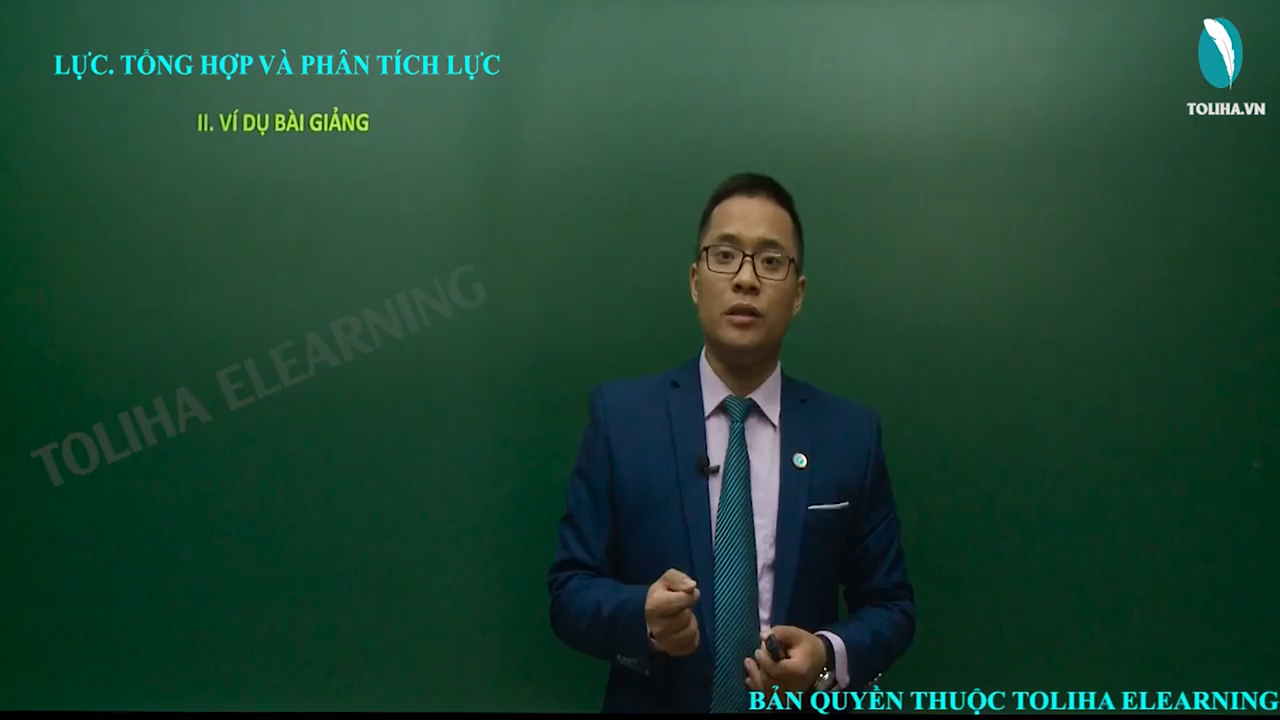 LỰC. TỔNG HỢP VÀ PHÂN TÍCH LỰC
II. VÍ DỤ BÀI GIẢNG
TOLIHA.VN
TOLIHA ELEARNING
BẢN QUYỀN THUỘC TOLIHA ELEARNING